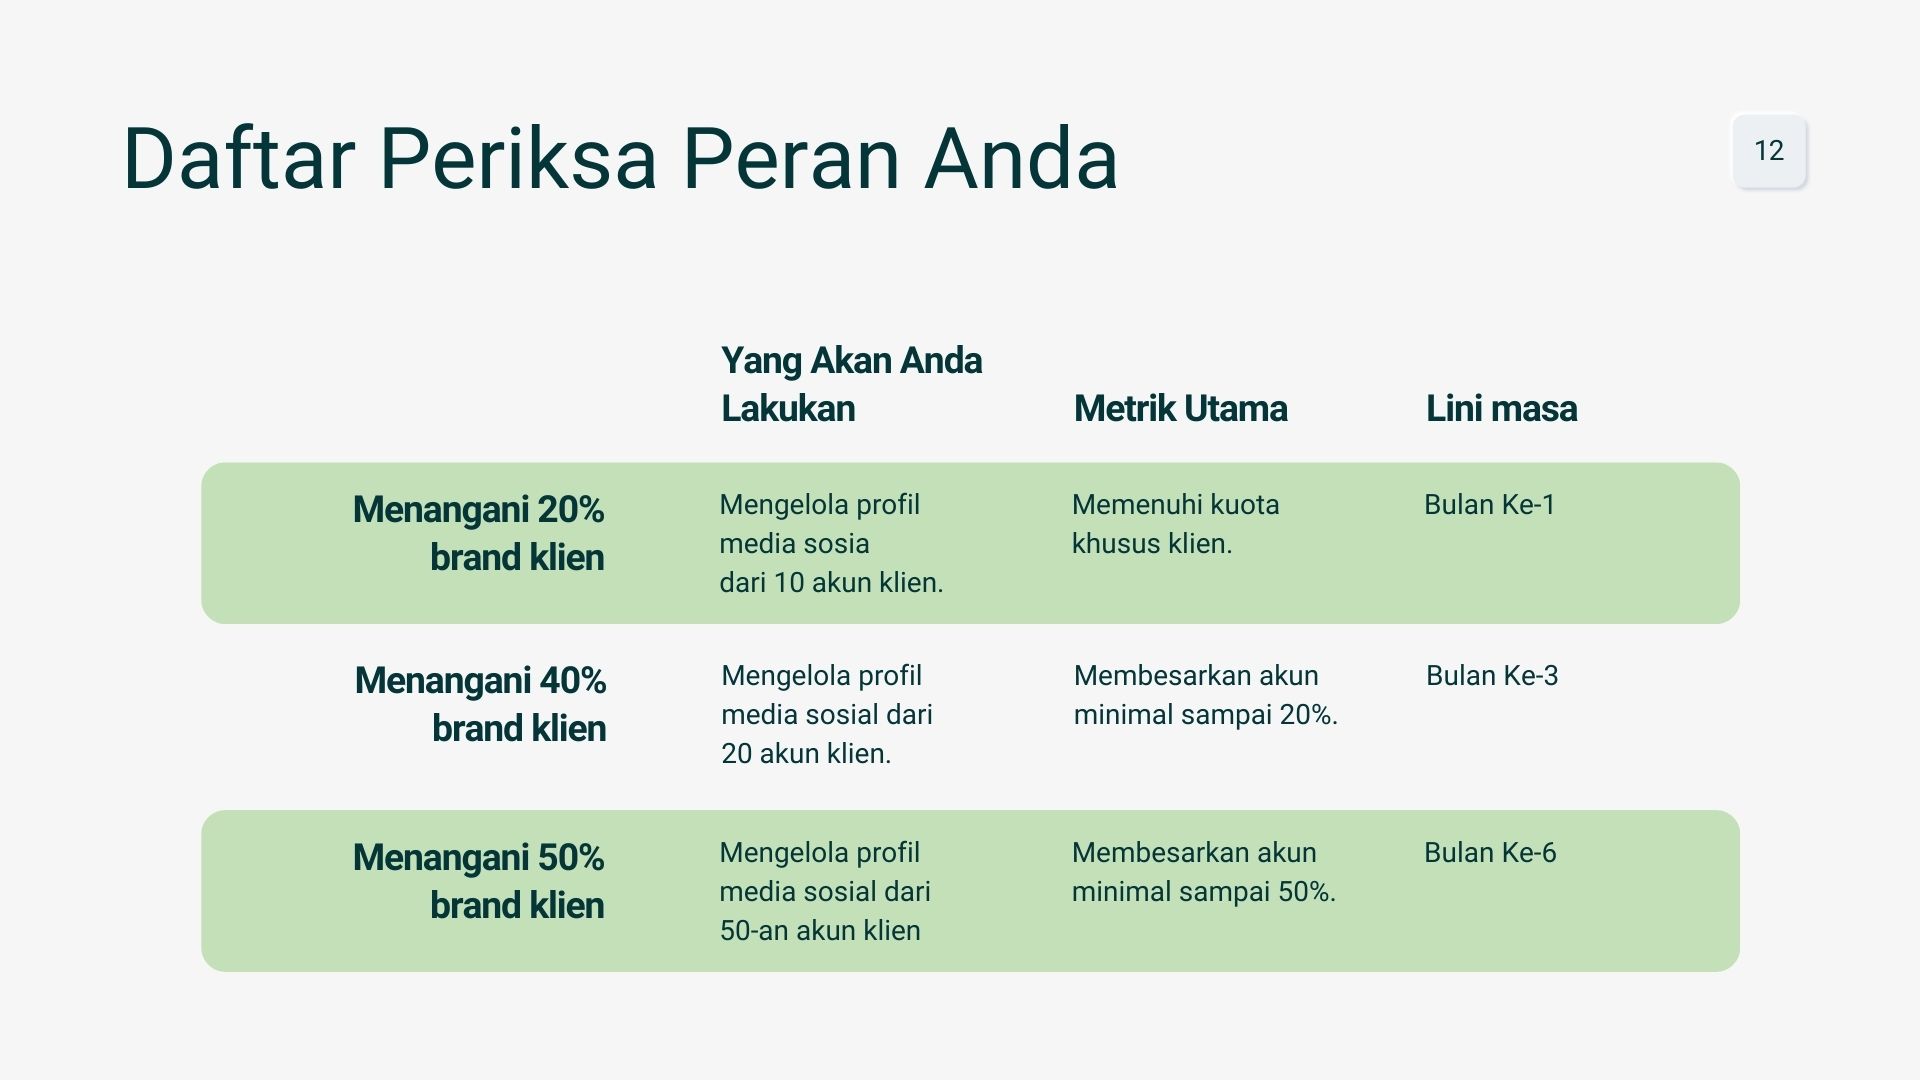 Daftar Periksa Peran Anda
12
Yang Akan Anda
Lakukan
Metrik Utama
Lini masa
Menangani 20%
brand klien
Mengelola profil
media sosia
dari 10 akun klien.
Memenuhi kuota
khusus klien.
Bulan Ke-1
Menangani 40%
brand klien
Mengelola profil
media sosial dari
20 akun klien.
Membesarkan akun
minimal sampai 20%.
Bulan Ke-3
Menangani 50%
brand klien
Mengelola profil
media sosial dari
50-an akun klien
Membesarkan akun
minimal sampai 50%.
Bulan Ke-6